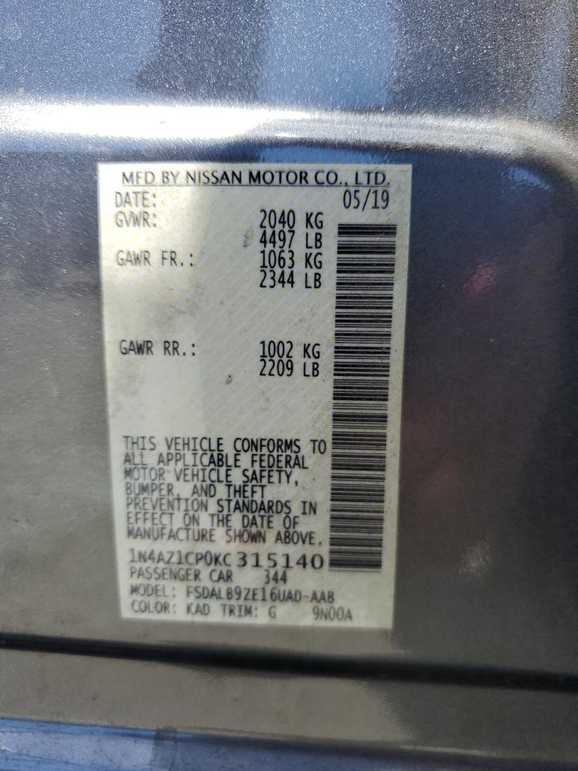 MFD BY NISSAN MOTOR CO., LTD.
DATE: 05/19
GVWR: 2040 KG
4497 LB
GAWR FR.: 1063 KG
2344 LB
GAWR RR.: 1002 KG
2209 LB
THIS VEHICLE CONFORMS TO
ALL APPLICABLE FEDERAL
MOTOR VEHICLE SAFETY,
BUMPER, AND THEFT
PREVENTION STANDARDS IN
EFFECT ON THE DATE OF
MANUFACTURE SHOWN ABOVE.
1N4AZ1CP0KC315140
PASSENGER CAR 344
MODEL: FSDALB9ZE16UAD-AAB
COLOR: KAD TRIM: G 9N00A